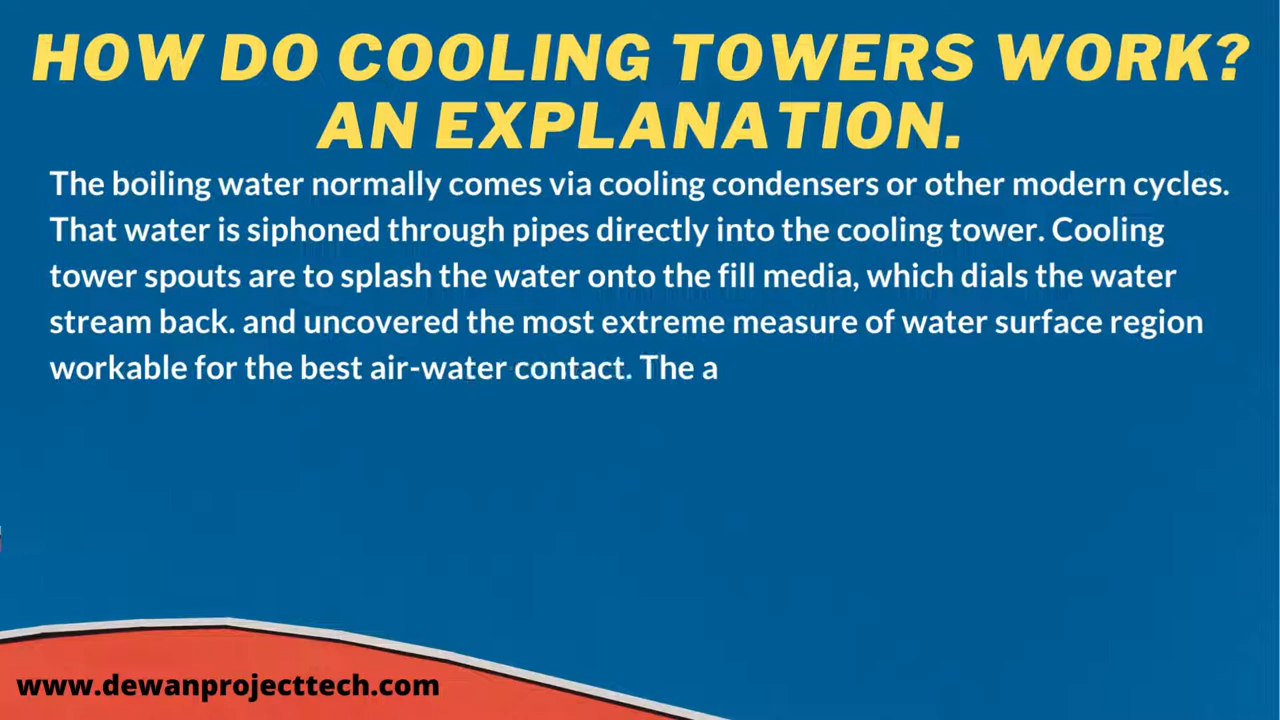 HOW DO COOLING TOWERS WORK?
AN EXPLANATION.
The boiling water normally comes via cooling condensers or other modern cycles.
That water is siphoned through pipes directly into the cooling tower. Cooling
tower spouts are to splash the water onto the fill media, which dials the water
stream back. and uncovered the most extreme measure of water surface region
workable for the best air-water contact. The a
www.dewanprojecttech.com